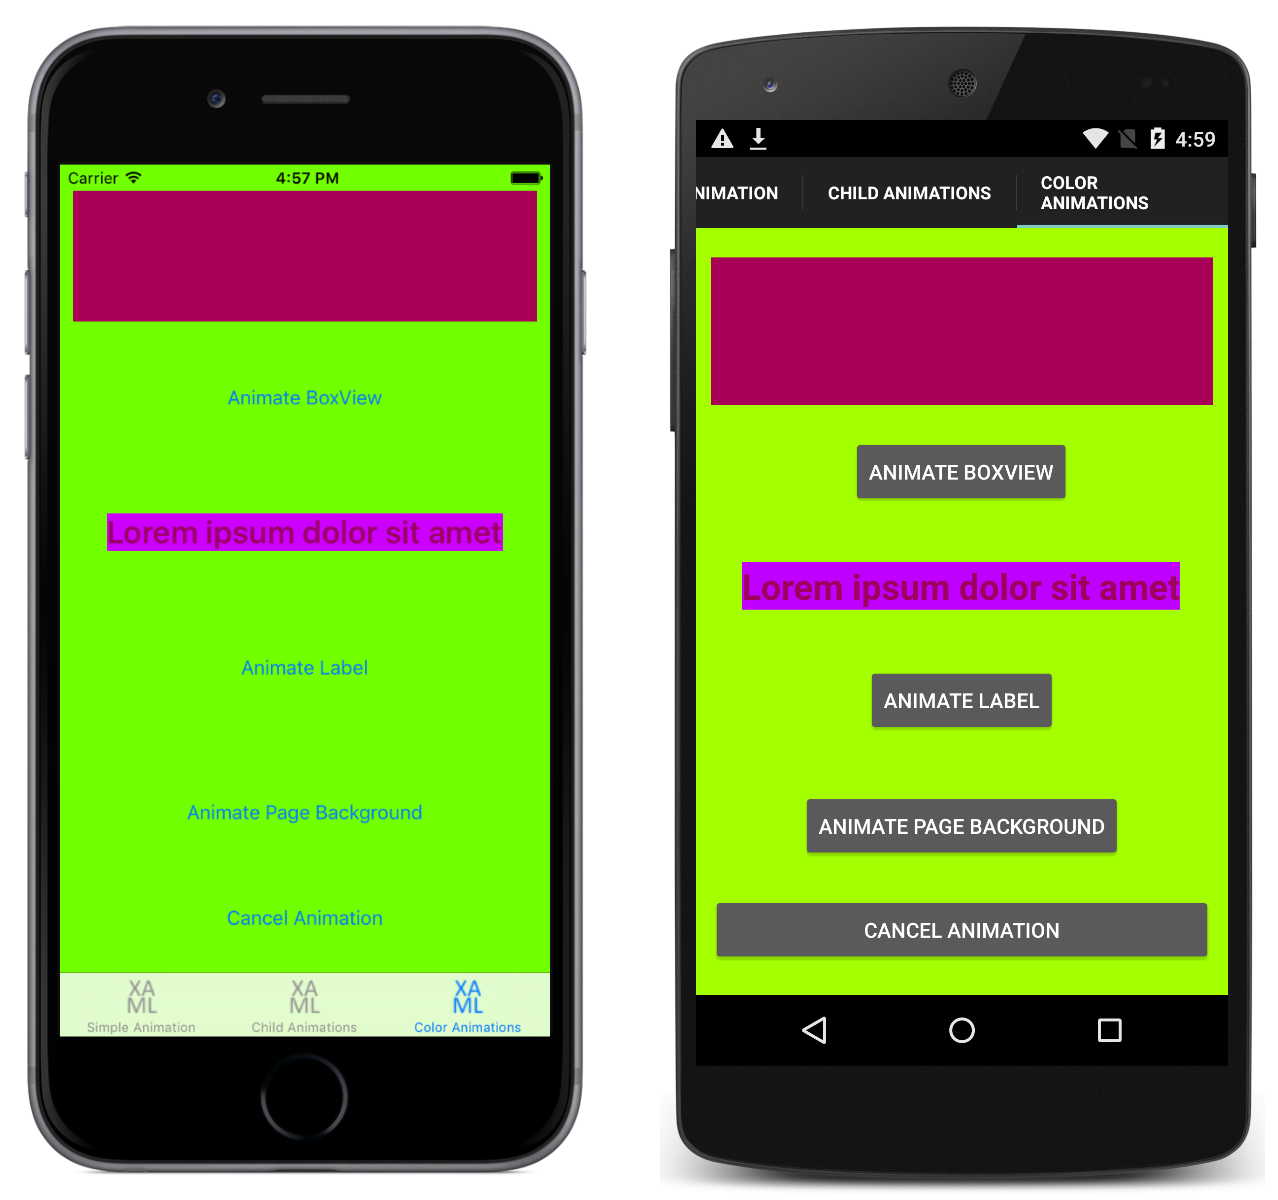 Carrier 4:57 PM
Animate BoxView
Lorem ipsum dolor sit amet
Animate Label
Animate Page Background
Cancel Animation
XA
ML
Simple Animation
XA
ML
Child Animations
XA
ML
Color Animations
4:59
NIMATION
CHILD ANIMATIONS
COLOR
ANIMATIONS
ANIMATE BOXVIEW
Lorem ipsum dolor sit amet
ANIMATE LABEL
ANIMATE PAGE BACKGROUND
CANCEL ANIMATION